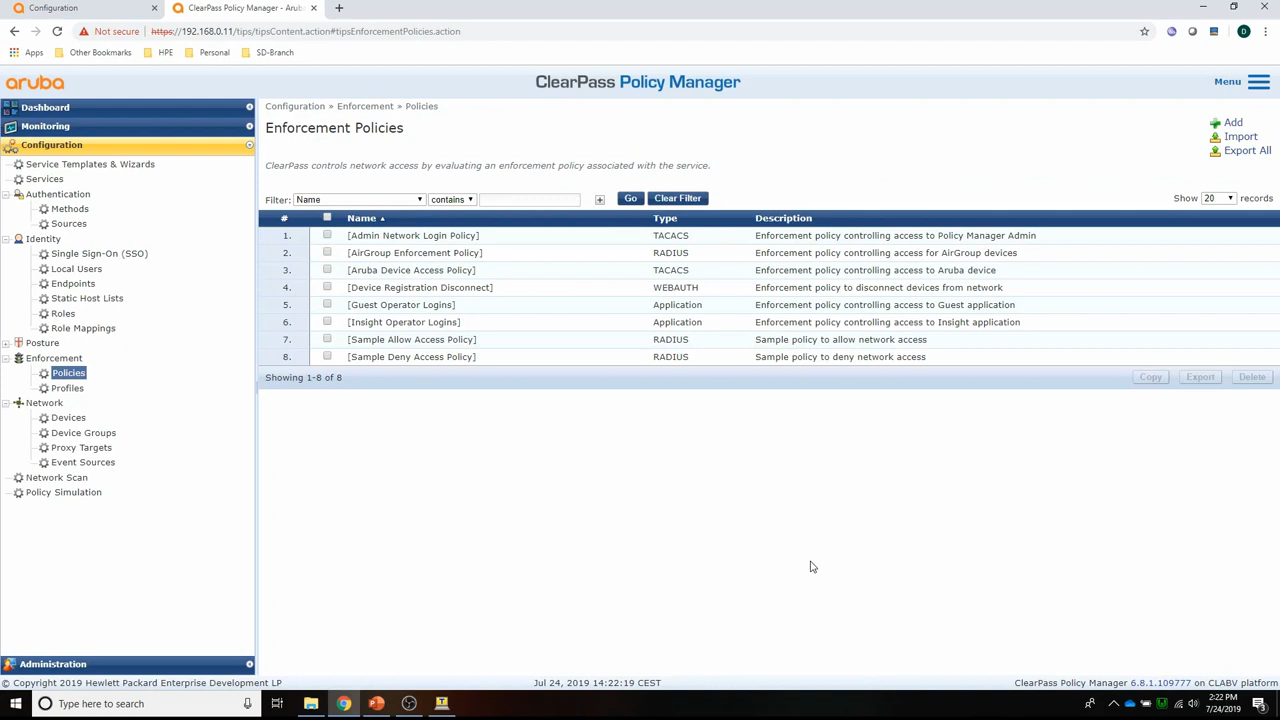 Configuration
ClearPass Policy Manager - Aruba
Not secure https://192.168.0.11/tips/tipsContent.action#tipsEnforcementPolicies.action
D
Apps Other Bookmarks HPE Personal SD-Branch
aruba
ClearPass Policy Manager
Menu
Dashboard
Monitoring
Configuration
Service Templates & Wizards
Services
Authentication
Methods
Sources
Identity
Single Sign-On (SSO)
Local Users
Endpoints
Static Host Lists
Roles
Role Mappings
Posture
Enforcement
Policies
Profiles
Network
Devices
Device Groups
Proxy Targets
Event Sources
Network Scan
Policy Simulation
Administration
Configuration » Enforcement » Policies
Enforcement Policies
Add
Import
Export All
ClearPass controls network access by evaluating an enforcement policy associated with the service.
Filter: Name contains Go Clear Filter Show 20 records
# Name Type Description
1. [Admin Network Login Policy] TACACS Enforcement policy controlling access to Policy Manager Admin
2. [AirGroup Enforcement Policy] RADIUS Enforcement policy controlling access for AirGroup devices
3. [Aruba Device Access Policy] TACACS Enforcement policy controlling access to Aruba device
4. [Device Registration Disconnect] WEBAUTH Enforcement policy to disconnect devices from network
5. [Guest Operator Logins] Application Enforcement policy controlling access to Guest application
6. [Insight Operator Logins] Application Enforcement policy controlling access to Insight application
7. [Sample Allow Access Policy] RADIUS Sample policy to allow network access
8. [Sample Deny Access Policy] RADIUS Sample policy to deny network access
Showing 1-8 of 8 Copy Export Delete
© Copyright 2019 Hewlett Packard Enterprise Development LP Jul 24, 2019 14:22:19 CEST ClearPass Policy Manager 6.8.1.109777 on CLABV platform
Type here to search
2:22 PM
7/24/2019